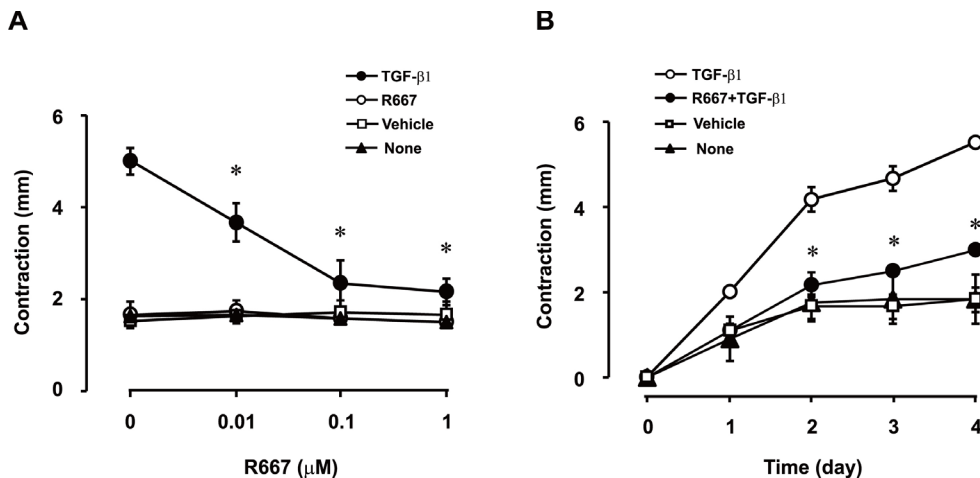 A
TGF-β1
R667
Vehicle
None
Contraction (mm)
6
4
2
0
*
*
*
0
0.01
0.1
1
R667 (μM)
B
TGF-β1
R667+TGF-β1
Vehicle
None
Contraction (mm)
6
4
2
0
*
*
*
0
1
2
3
4
Time (day)